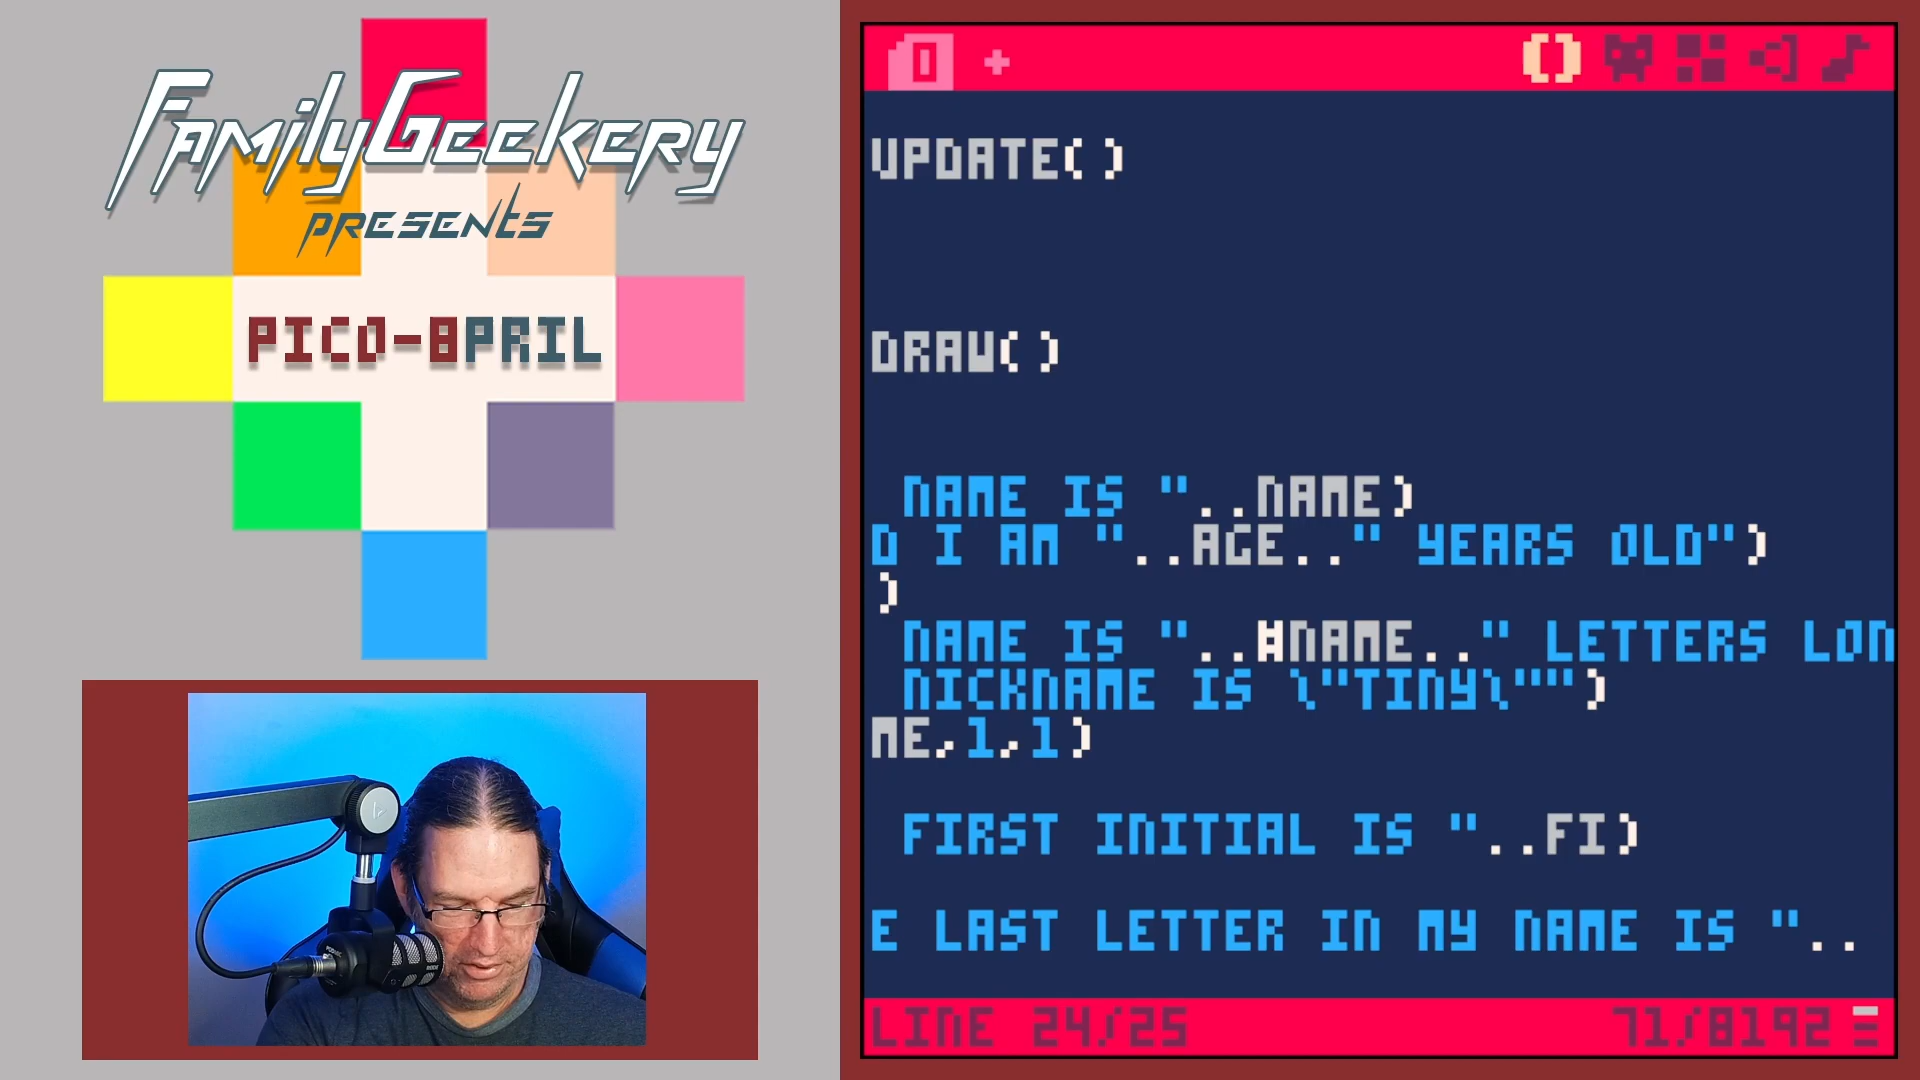 FamilyGeekery
presents
PICO-8PRIL
0 +
UPDATE()
DRAW()
NAME IS "..NAME)
D I AM "..AGE.." YEARS OLD")
)
NAME IS "..#NAME.." LETTERS LON
NICKNAME IS \"TINY\"")
ME,1,1)
FIRST INITIAL IS "..FI)
E LAST LETTER IN MY NAME IS "..
LINE 24/25
71/8192